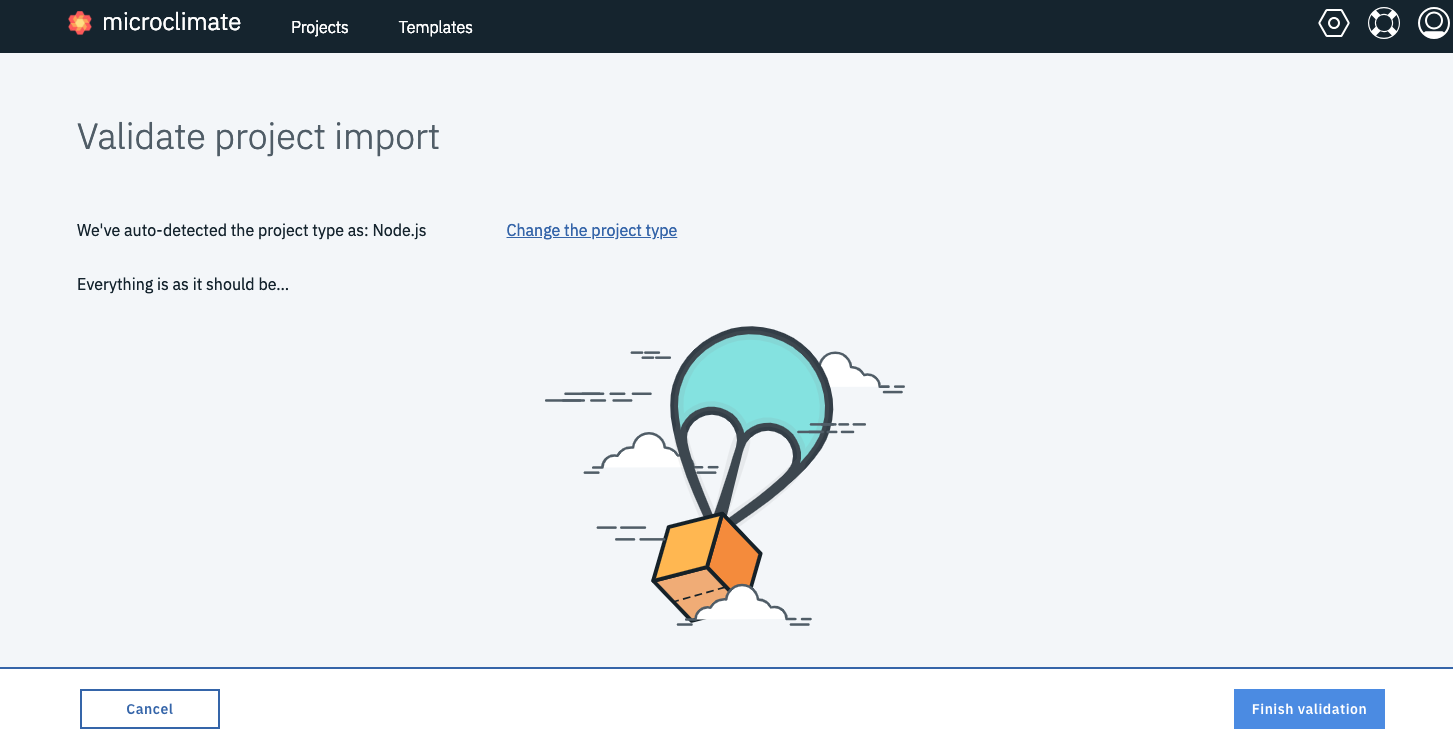 microclimate
Projects
Templates
Validate project import
We've auto-detected the project type as: Node.js
Change the project type
Everything is as it should be...
Cancel
Finish validation